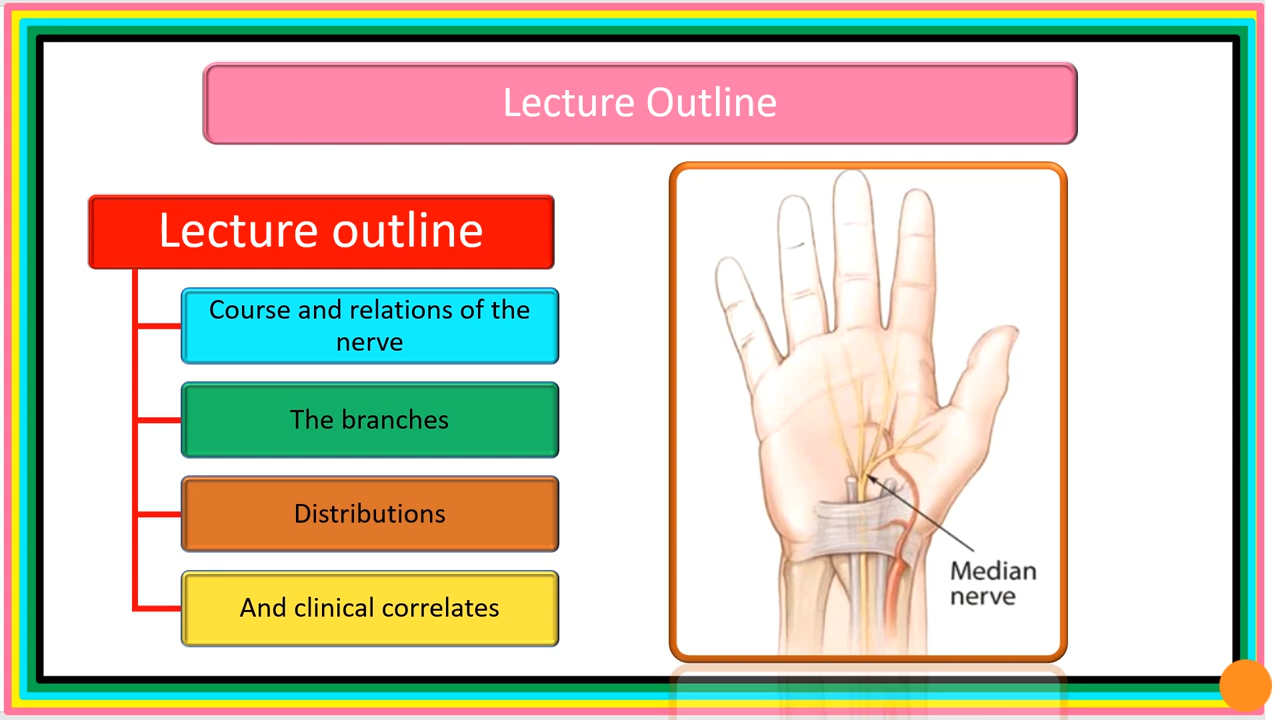 Lecture Outline
Lecture outline
Course and relations of the
nerve
The branches
Distributions
And clinical correlates
Median
nerve